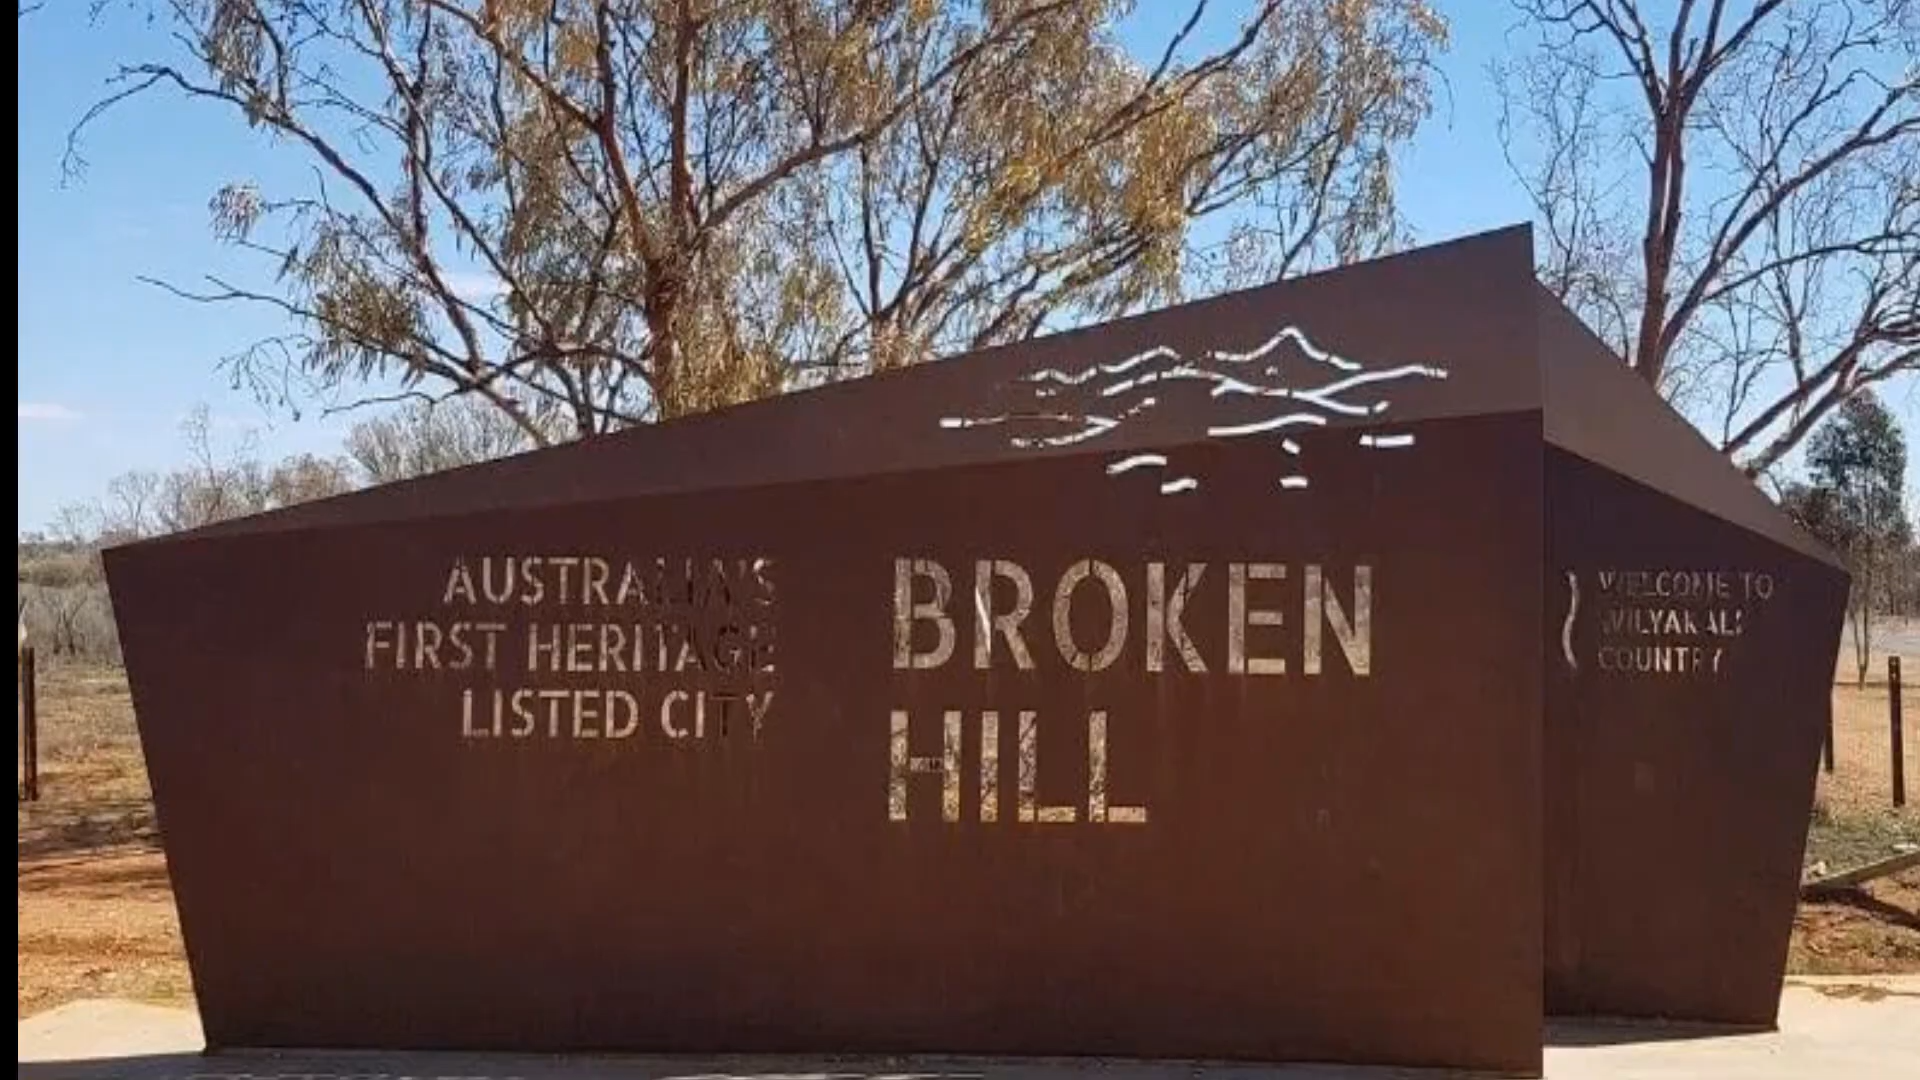 AUSTRALIA'S
FIRST HERITAGE
LISTED CITY
BROKEN
HILL
WELCOME TO
WILYAKALI
COUNTRY